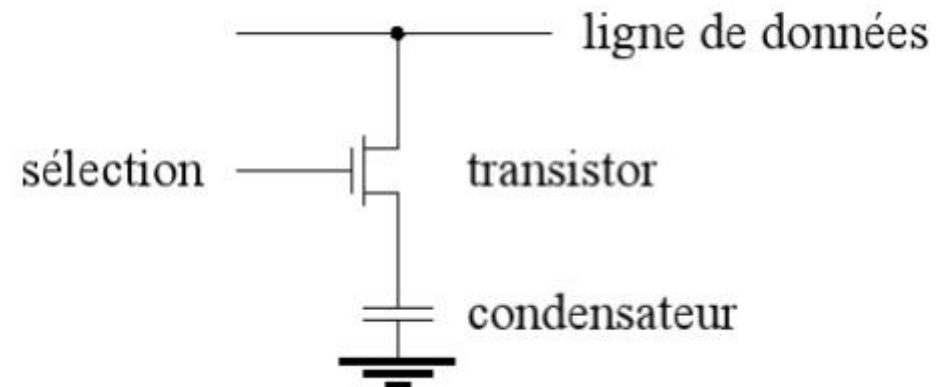 ligne de données
sélection
transistor
condensateur